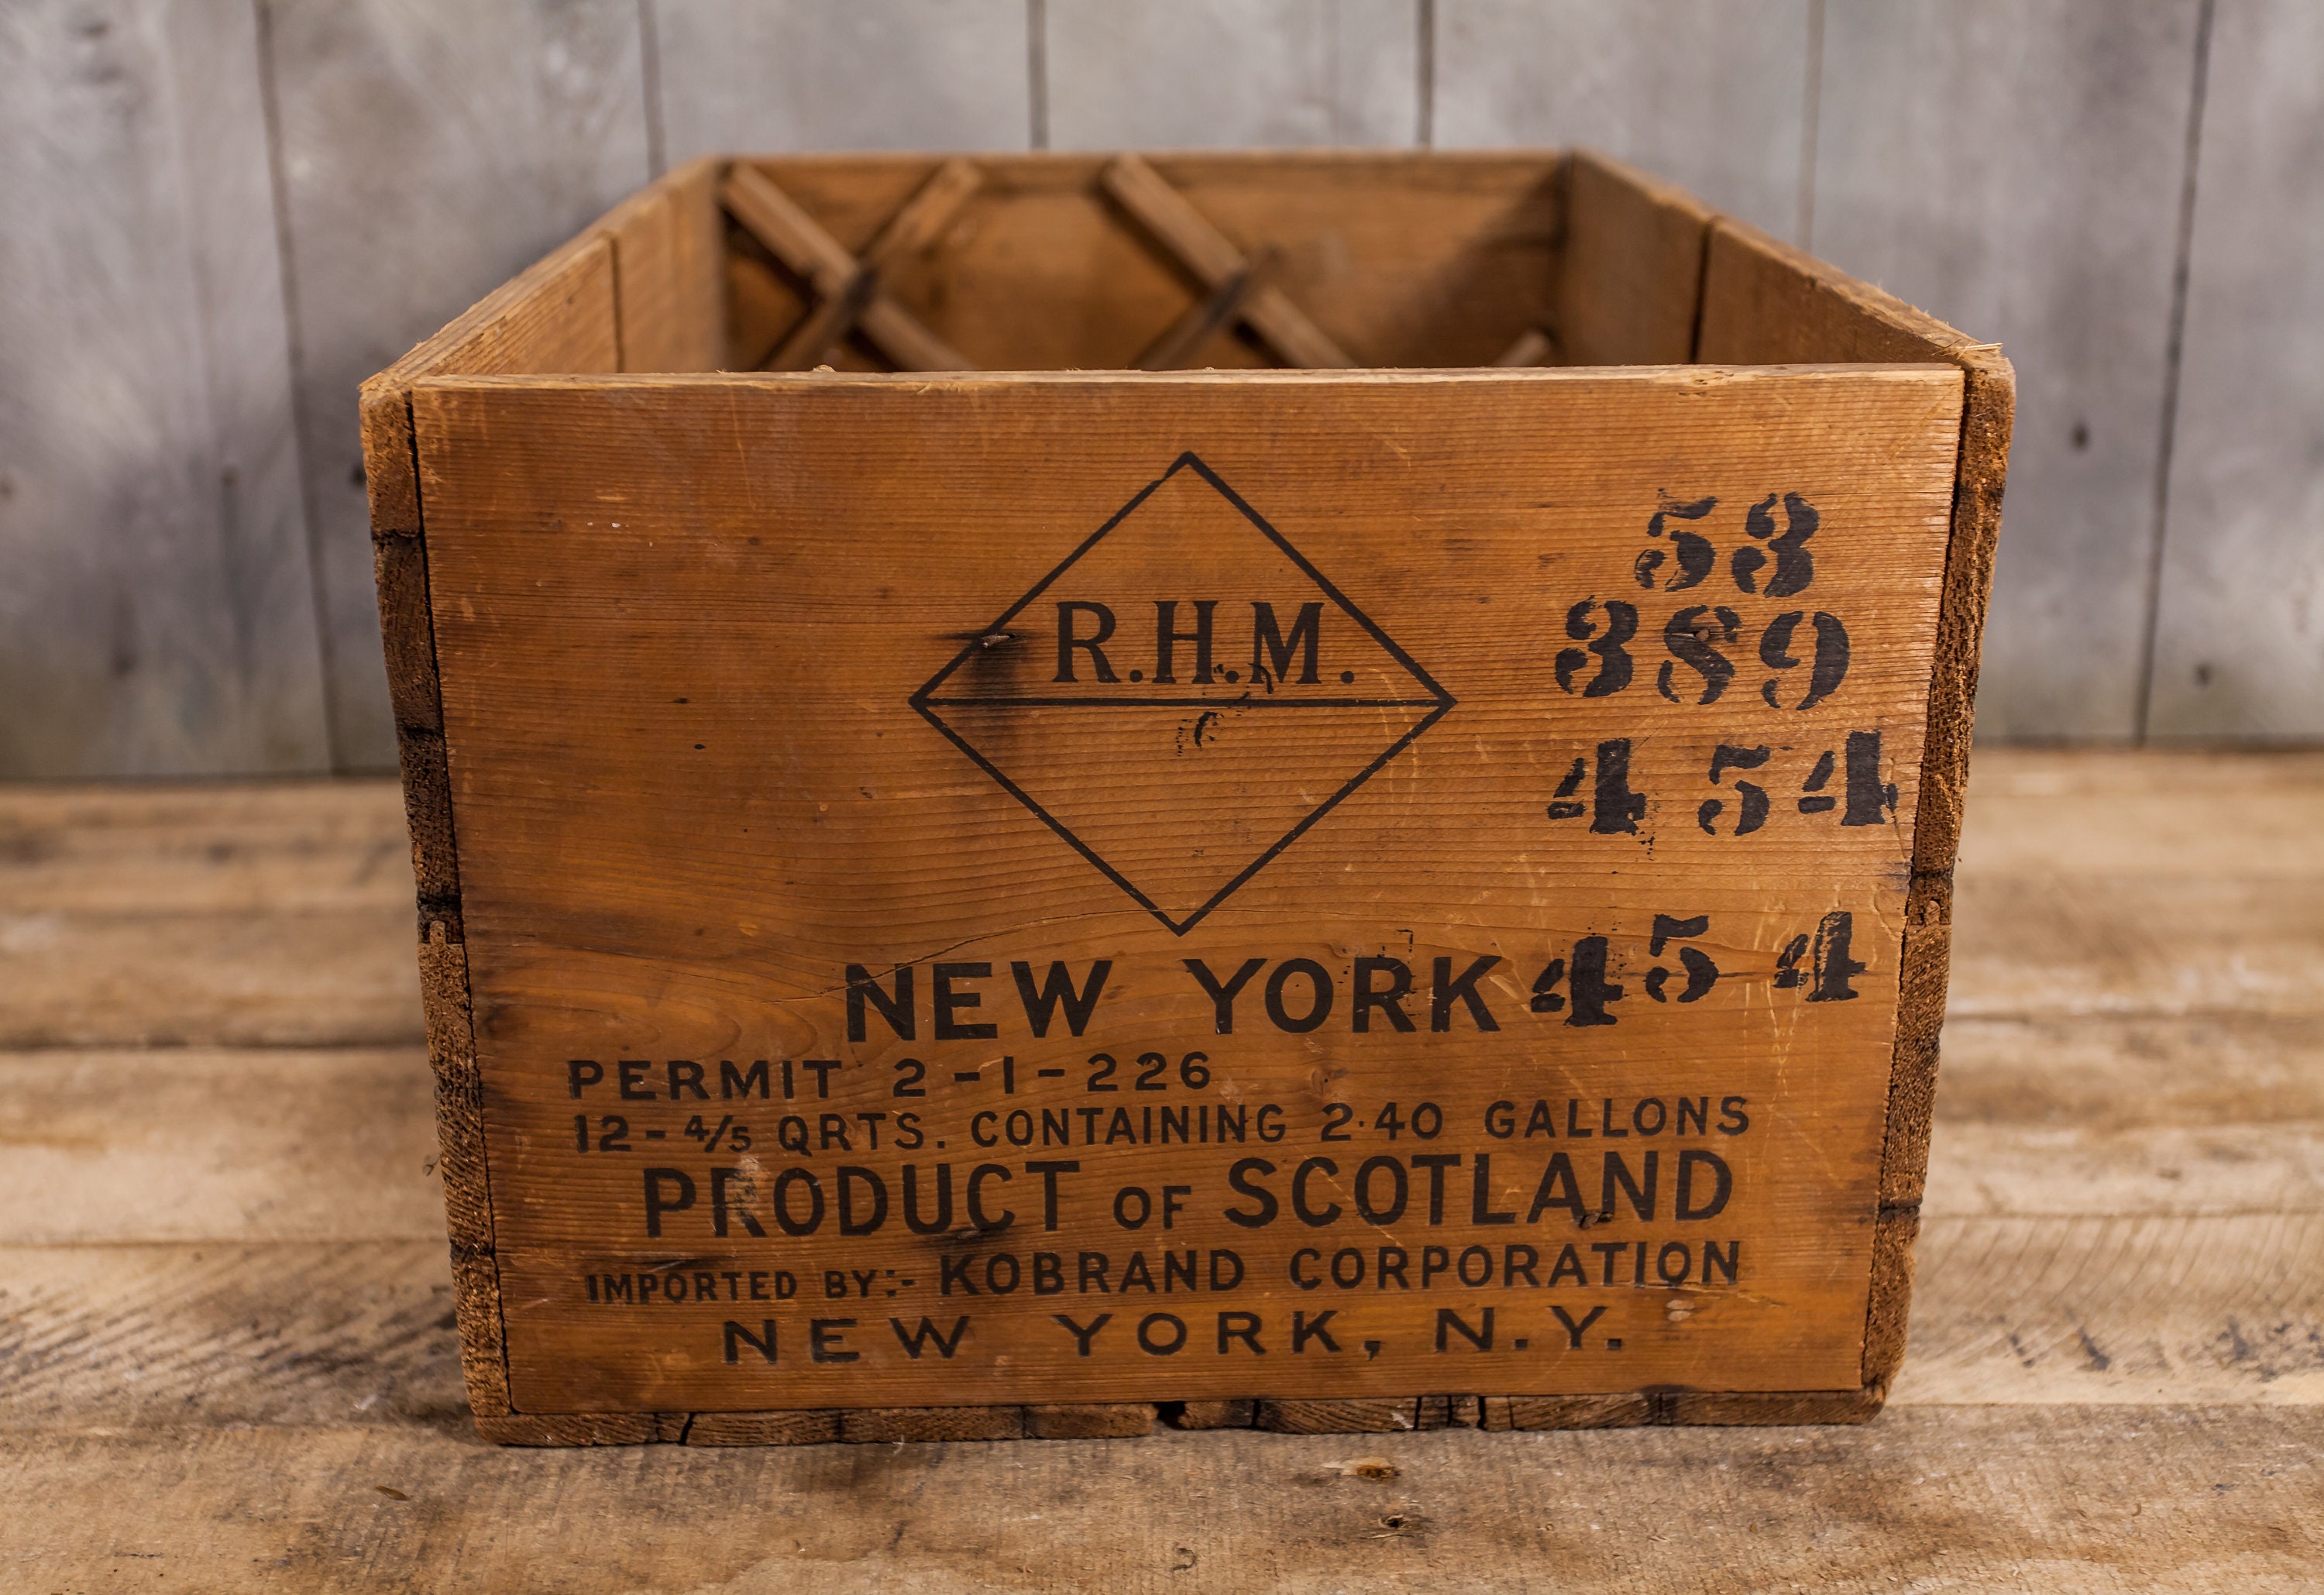 R.H.M.
53
389
454
NEW YORK 454
PERMIT 2-1-226
12-4/5 QRTS. CONTAINING 2·40 GALLONS
PRODUCT OF SCOTLAND
IMPORTED BY:- KOBRAND CORPORATION
NEW YORK, N.Y.